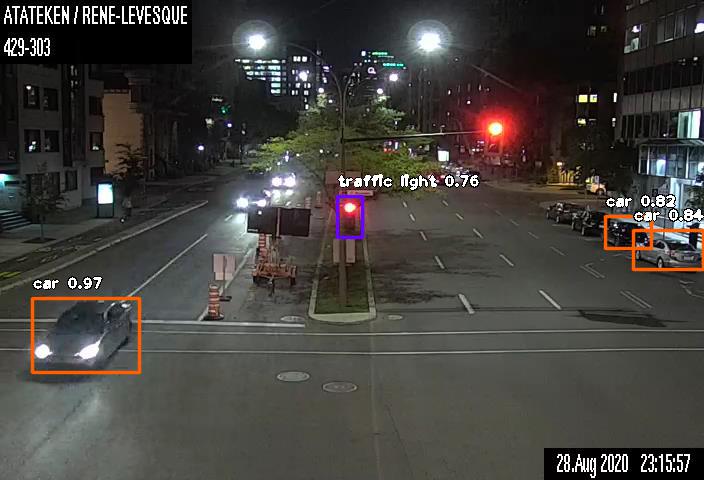 ATATEKEN / RENE-LEVESQUE
429-303
traffic light 0.76
car 0.82
car 0.84
car 0.97
28.Aug 2020 23:15:57